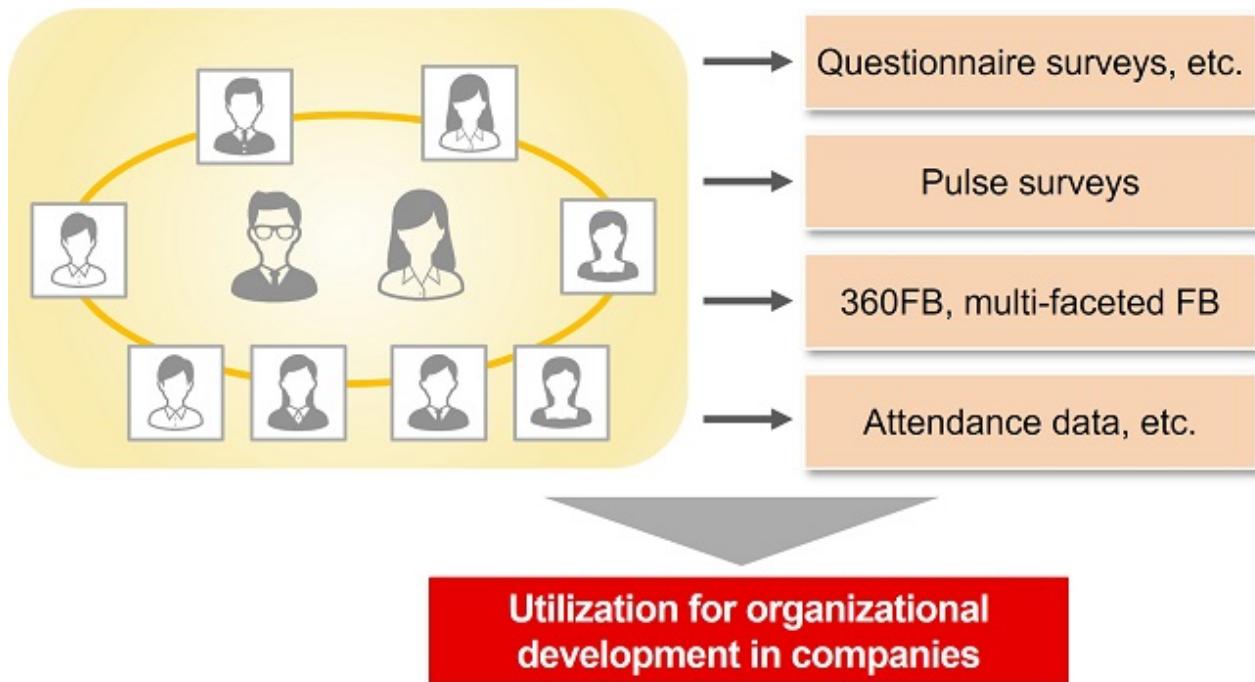 Questionnaire surveys, etc.
Pulse surveys
360FB, multi-faceted FB
Attendance data, etc.
Utilization for organizational
development in companies